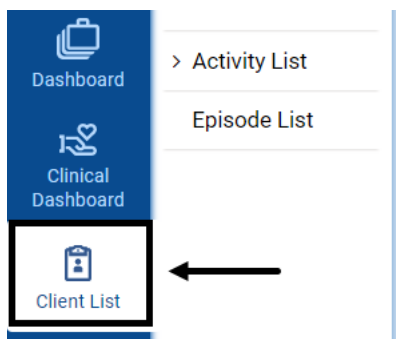 Dashboard
Clinical
Dashboard
Client List
> Activity List
Episode List